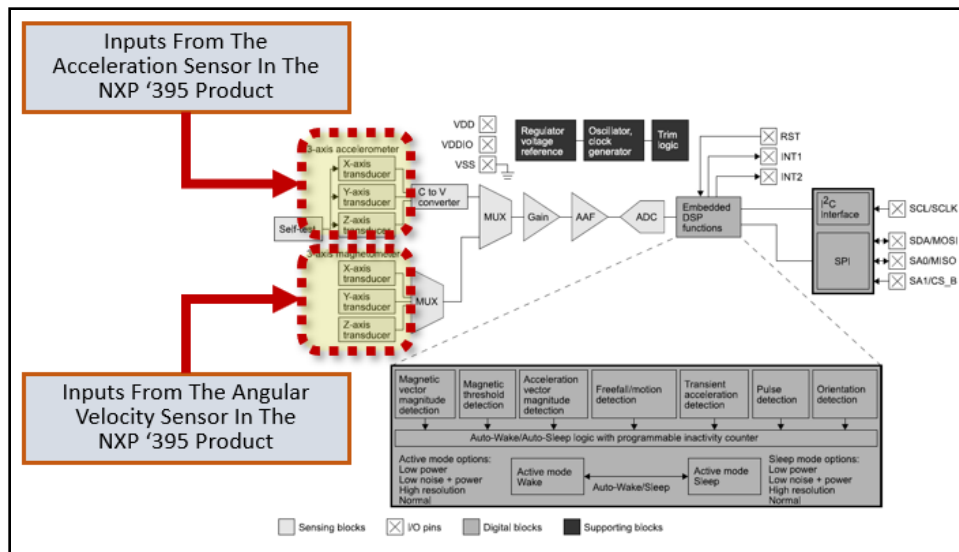 Inputs From The
Acceleration Sensor In The
NXP ‘395 Product
VDD
VDDIO
VSS
Regulator
voltage
reference
Oscillator,
clock
generator
Trim
logic
RST
INT1
INT2
3-axis accelerometer
X-axis
transducer
Y-axis
transducer
Z-axis
transducer
Self-test
C to V
converter
MUX
Gain
AAF
ADC
Embedded
DSP
functions
I2C
Interface
SPI
SCL/SCLK
SDA/MOSI
SA0/MISO
SA1/CS_B
3-axis magnetometer
X-axis
transducer
Y-axis
transducer
Z-axis
transducer
MUX
Inputs From The Angular
Velocity Sensor In The
NXP ‘395 Product
Magnetic
vector
magnitude
detection
Magnetic
threshold
detection
Acceleration
vector
magnitude
detection
Freefall/motion
detection
Transient
acceleration
detection
Pulse
detection
Orientation
detection
Auto-Wake/Auto-Sleep logic with programmable inactivity counter
Active mode options:
Low power
Low noise + power
High resolution
Normal
Active mode
Wake
Auto-Wake/Sleep
Active mode
Sleep
Sleep mode options:
Low power
Low noise + power
High resolution
Normal
Sensing blocks
I/O pins
Digital blocks
Supporting blocks